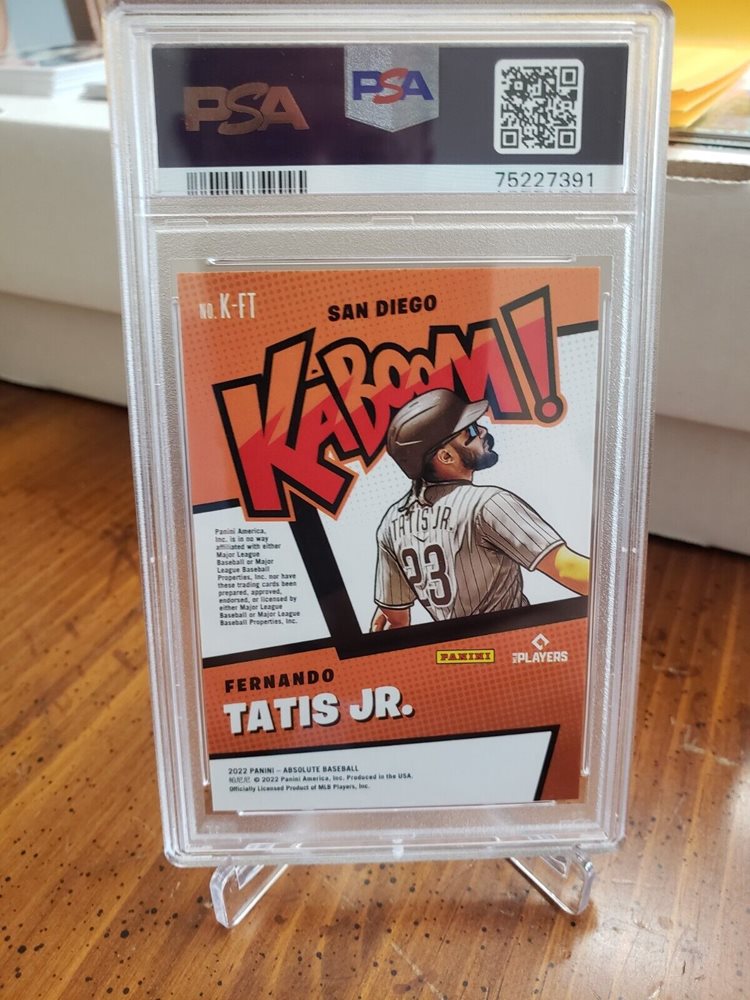 PSA
PSA
75227391
No. K-FT
SAN DIEGO
KABOOM!
TATIS JR.
23
Panini America,
Inc. is in no way
affiliated with either
Major League
Baseball or Major
League Baseball
Properties, Inc. nor have
these trading cards been
prepared, approved,
endorsed, or licensed by
either Major League
Baseball or Major League
Baseball Properties, Inc.
PANINI
PLAYERS
FERNANDO
TATIS JR.
2022 PANINI – ABSOLUTE BASEBALL
帕尼尼 © 2022 Panini America, Inc. Produced in the USA.
Officially Licensed Product of MLB Players, Inc.